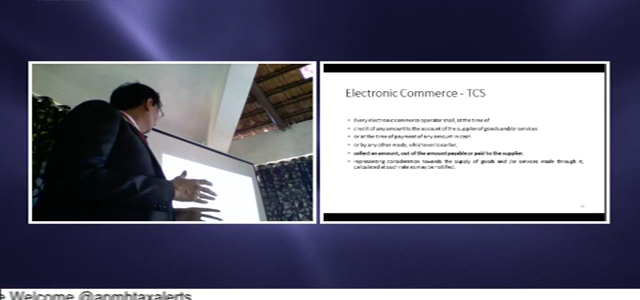 Electronic Commerce - TCS
• Every electronic commerce operator shall, at the time of
• credit of any amount to the account of the supplier of goods and/or services
• or at the time of payment of any amount in cash
• or by any other mode, whichever is earlier,
• collect an amount, out of the amount payable or paid to the supplier,
• representing consideration towards the supply of goods and /or services made through it,
calculated at such rate as may be notified.
e Welcome @apmhtaxalerts